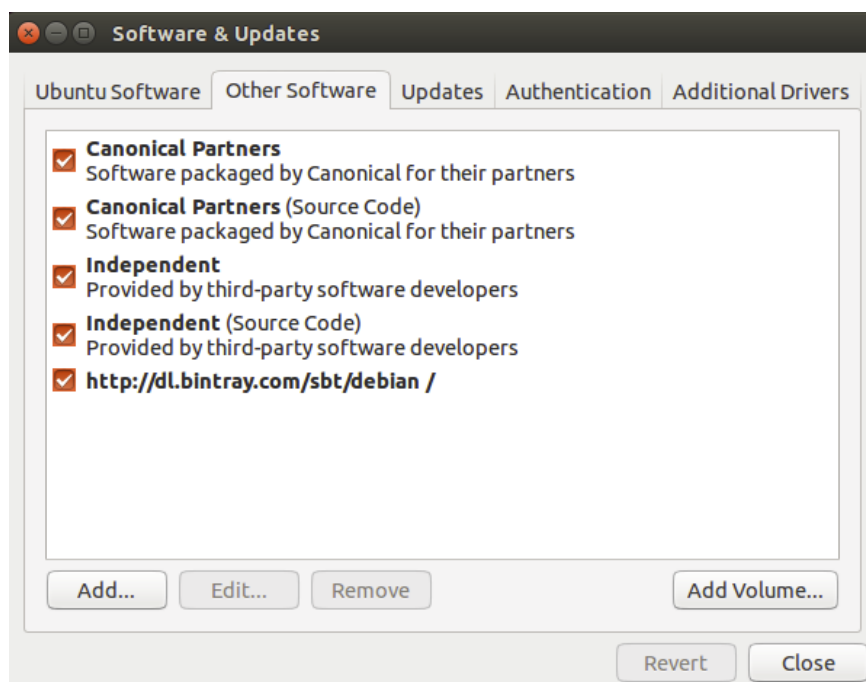 Software & Updates
Ubuntu Software Other Software Updates Authentication Additional Drivers
Canonical Partners
Software packaged by Canonical for their partners
Canonical Partners (Source Code)
Software packaged by Canonical for their partners
Independent
Provided by third-party software developers
Independent (Source Code)
Provided by third-party software developers
http://dl.bintray.com/sbt/debian /
Add... Edit... Remove Add Volume...
Revert Close